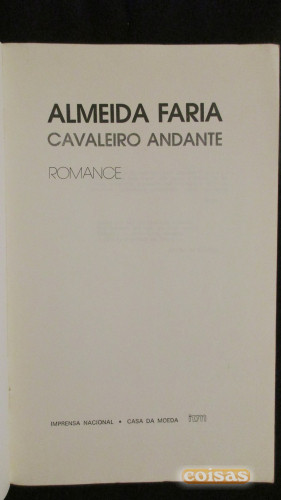 ALMEIDA FARIA
CAVALEIRO ANDANTE
ROMANCE
IMPRENSA NACIONAL • CASA DA MOEDA
coisas